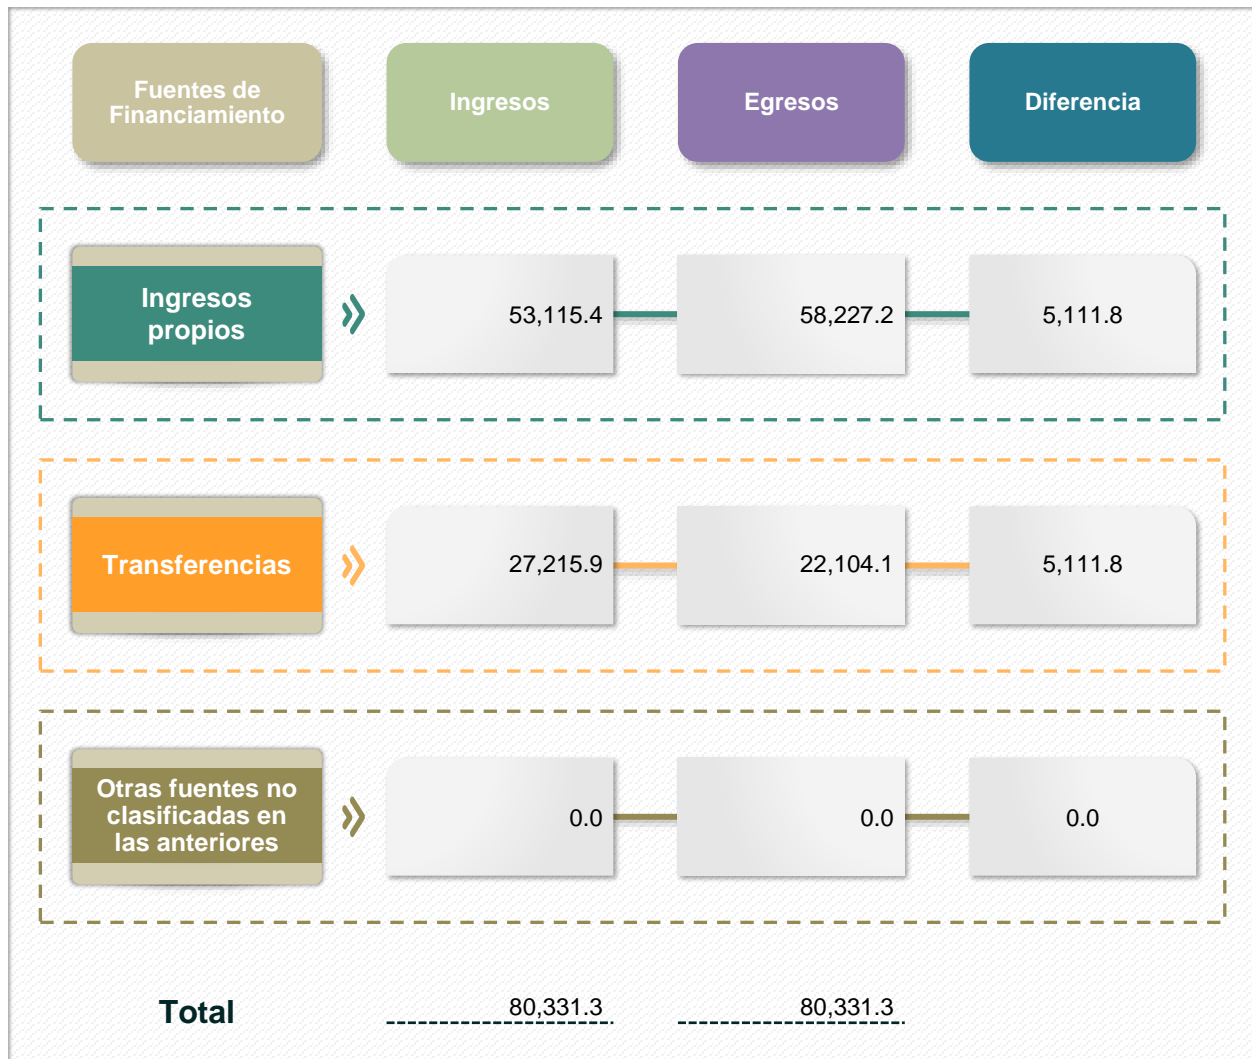 Fuentes de
Financiamiento
Ingresos
Egresos
Diferencia
Ingresos
propios
53,115.4
58,227.2
5,111.8
Transferencias
27,215.9
22,104.1
5,111.8
Otras fuentes no
clasificadas en
las anteriores
0.0
0.0
0.0
Total
80,331.3
80,331.3